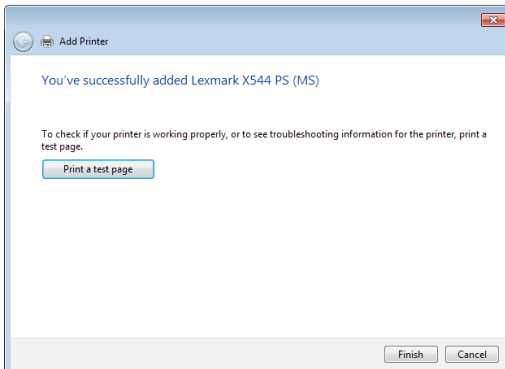 Add Printer
You've successfully added Lexmark X544 PS (MS)
To check if your printer is working properly, or to see troubleshooting information for the printer, print a
test page.
Print a test page
Finish
Cancel